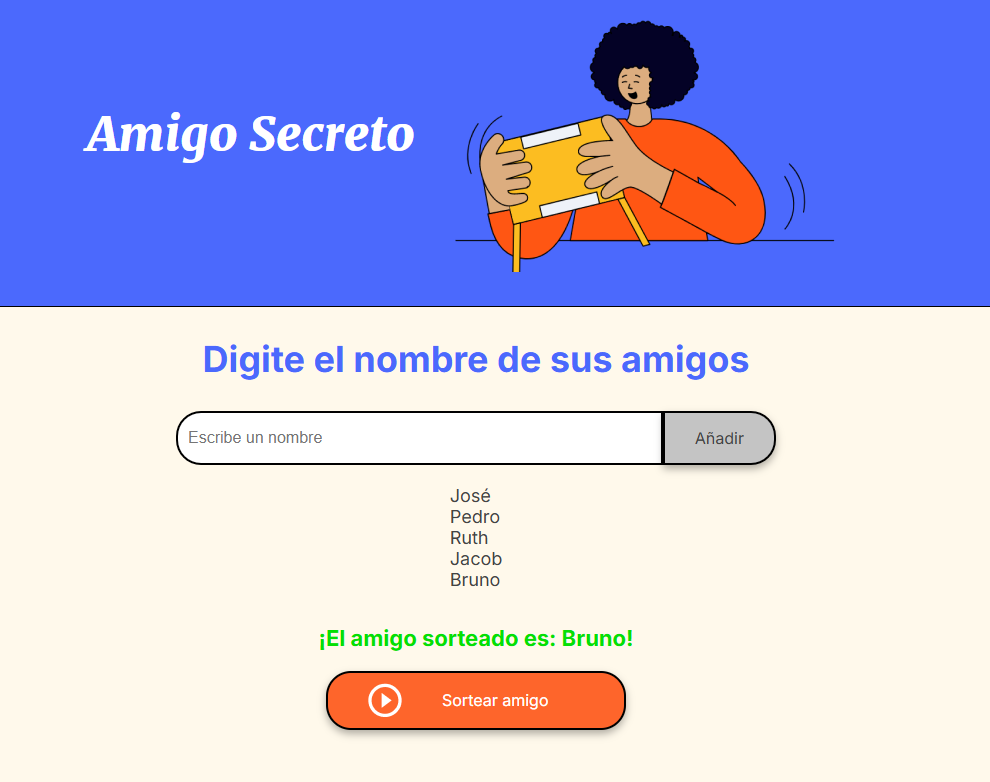 Amigo Secreto
Digite el nombre de sus amigos
Escribe un nombre
Añadir
José
Pedro
Ruth
Jacob
Bruno
¡El amigo sorteado es: Bruno!
Sortear amigo